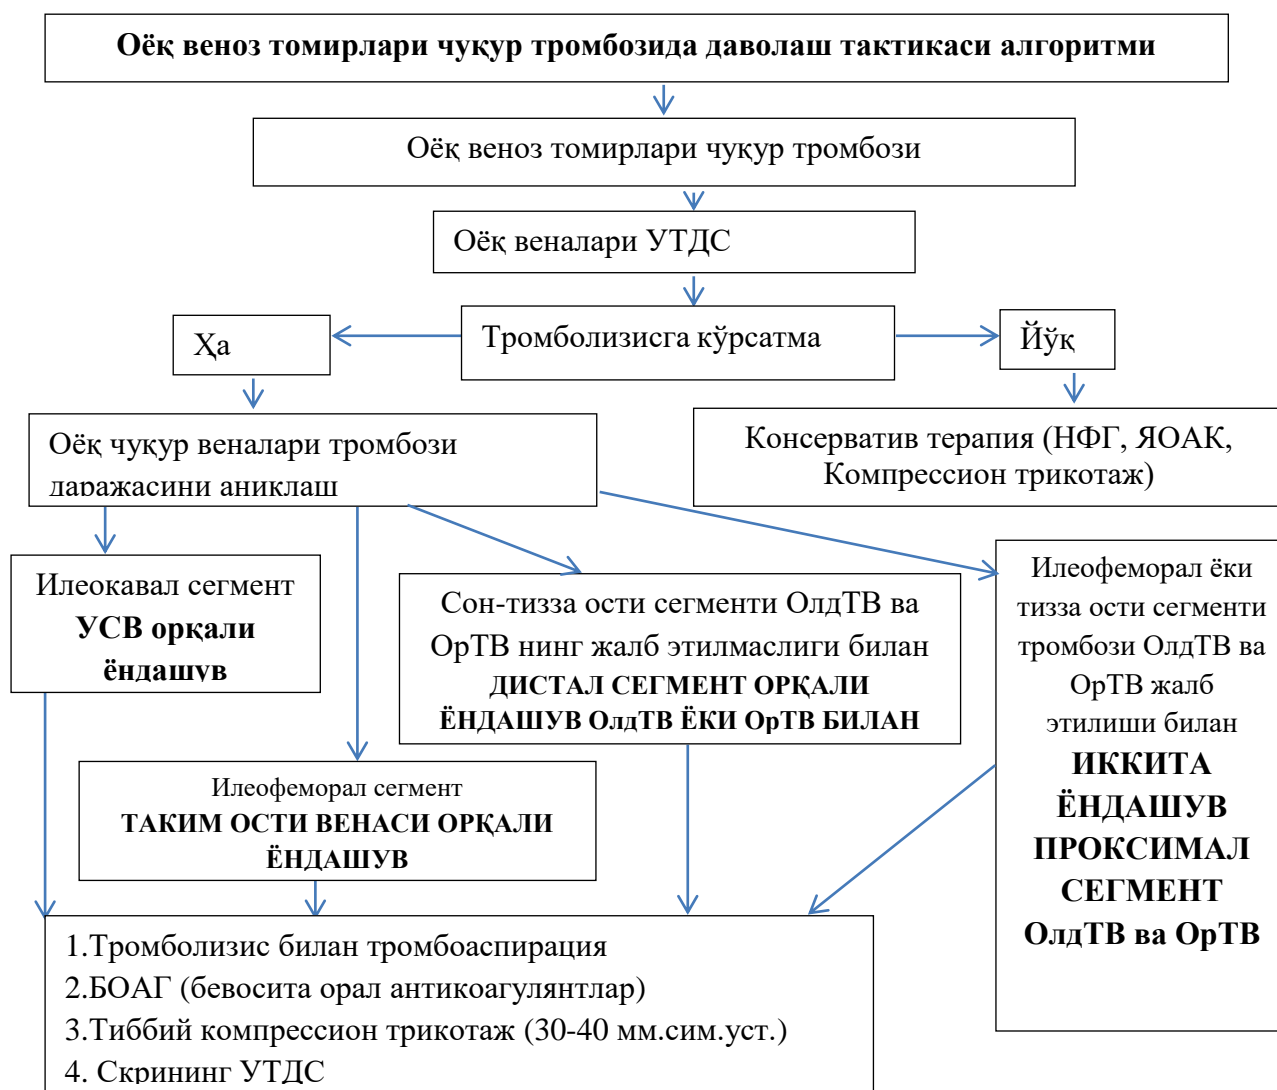 Оёқ веноз томирлари чуқур тромбозида даволаш тактикаси алгоритми
Оёқ веноз томирлари чуқур тромбози
Оёқ веналари УТДС
Ҳа
Тромболизисга кўрсатма
Йўқ
Оёқ чуқур веналари тромбози
даражасини аниклаш
Консерватив терапия (НФГ, ЯОАК,
Компрессион трикотаж)
Илеокавал сегмент
УСВ орқали
ёндашув
Сон-тизза ости сегменти ОлдТВ ва
ОрТВ нинг жалб этилмаслиги билан
ДИСТАЛ СЕГМЕНТ ОРҚАЛИ
ЁНДАШУВ ОлдТВ ЁКИ ОрТВ БИЛАН
Илеофеморал ёки
тизза ости сегменти
тромбози ОлдТВ ва
ОрТВ жалб
этилиши билан
ИККИТА
ЁНДАШУВ
ПРОКСИМАЛ
СЕГМЕНТ
ОлдТВ ва ОрТВ
Илеофеморал сегмент
ТАКИМ ОСТИ ВЕНАСИ ОРҚАЛИ
ЁНДАШУВ
1.Тромболизис билан тромбоаспирация
2.БОАГ (бевосита орал антикоагулянтлар)
3.Тиббий компрессион трикотаж (30-40 мм.сим.уст.)
4. Скрининг УТДС